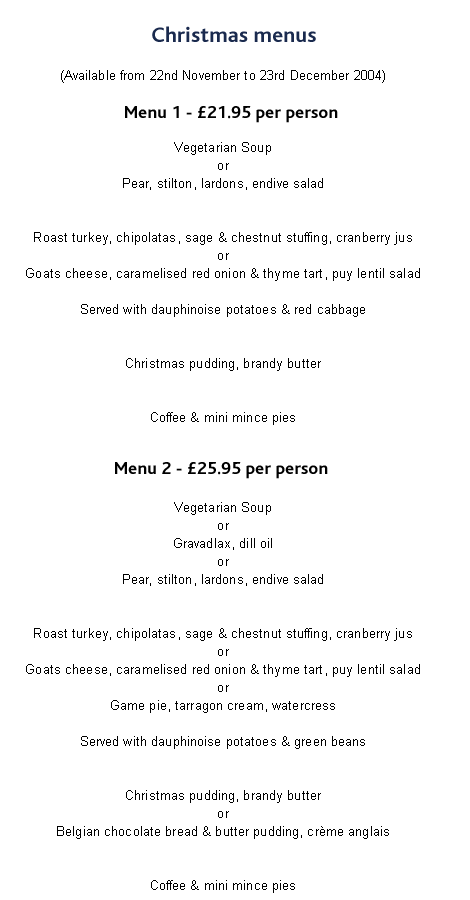 Christmas menus
(Available from 22nd November to 23rd December 2004)
Menu 1 - £21.95 per person
Vegetarian Soup
or
Pear, stilton, lardons, endive salad
Roast turkey, chipolatas, sage & chestnut stuffing, cranberry jus
or
Goats cheese, caramelised red onion & thyme tart, puy lentil salad
Served with dauphinoise potatoes & red cabbage
Christmas pudding, brandy butter
Coffee & mini mince pies
Menu 2 - £25.95 per person
Vegetarian Soup
or
Gravadlax, dill oil
or
Pear, stilton, lardons, endive salad
Roast turkey, chipolatas, sage & chestnut stuffing, cranberry jus
or
Goats cheese, caramelised red onion & thyme tart, puy lentil salad
or
Game pie, tarragon cream, watercress
Served with dauphinoise potatoes & green beans
Christmas pudding, brandy butter
or
Belgian chocolate bread & butter pudding, crème anglais
Coffee & mini mince pies